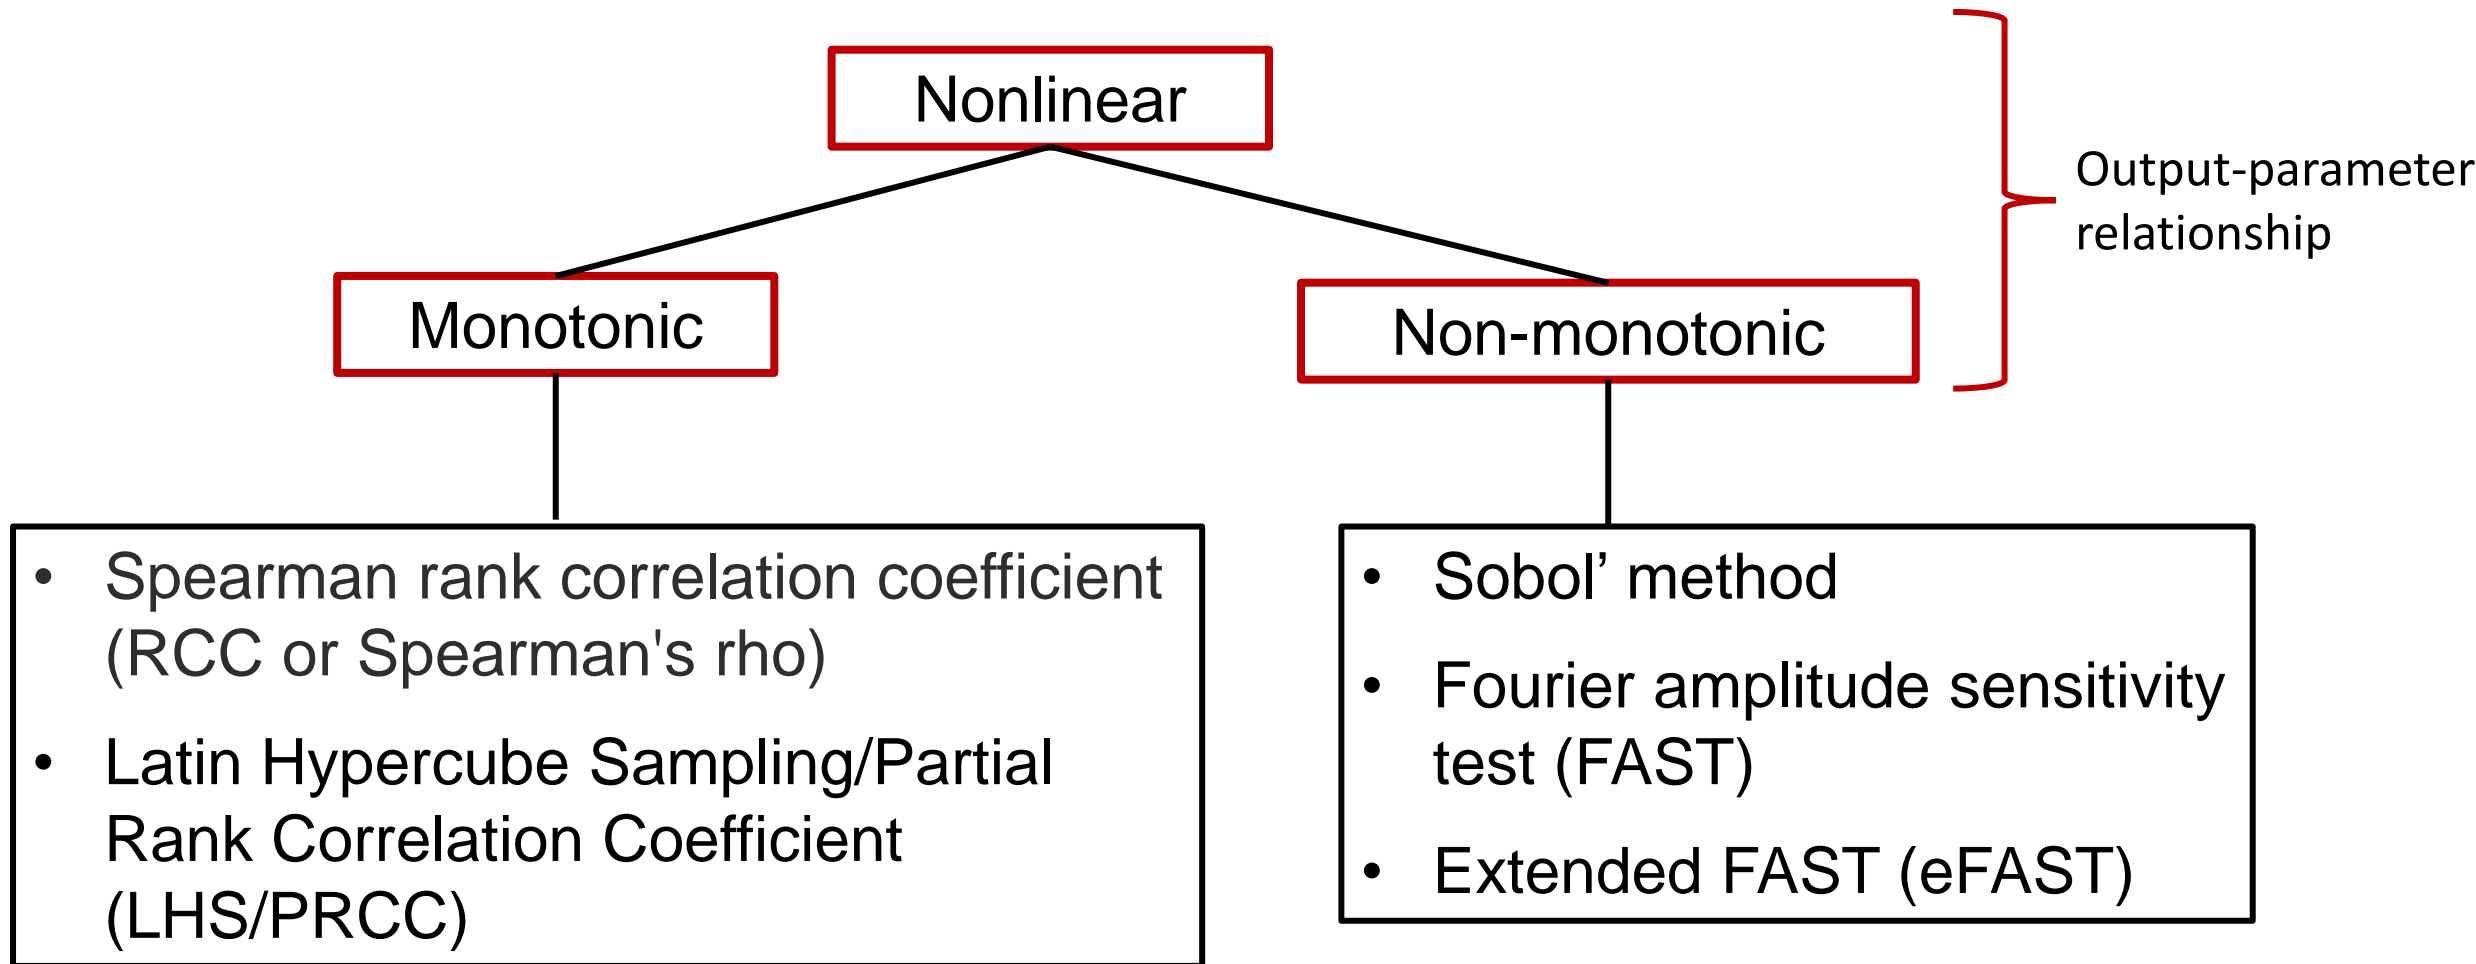 Nonlinear
Output-parameter
relationship
Monotonic
Non-monotonic
• Spearman rank correlation coefficient
(RCC or Spearman's rho)
• Latin Hypercube Sampling/Partial
Rank Correlation Coefficient
(LHS/PRCC)
• Sobol’ method
• Fourier amplitude sensitivity
test (FAST)
• Extended FAST (eFAST)